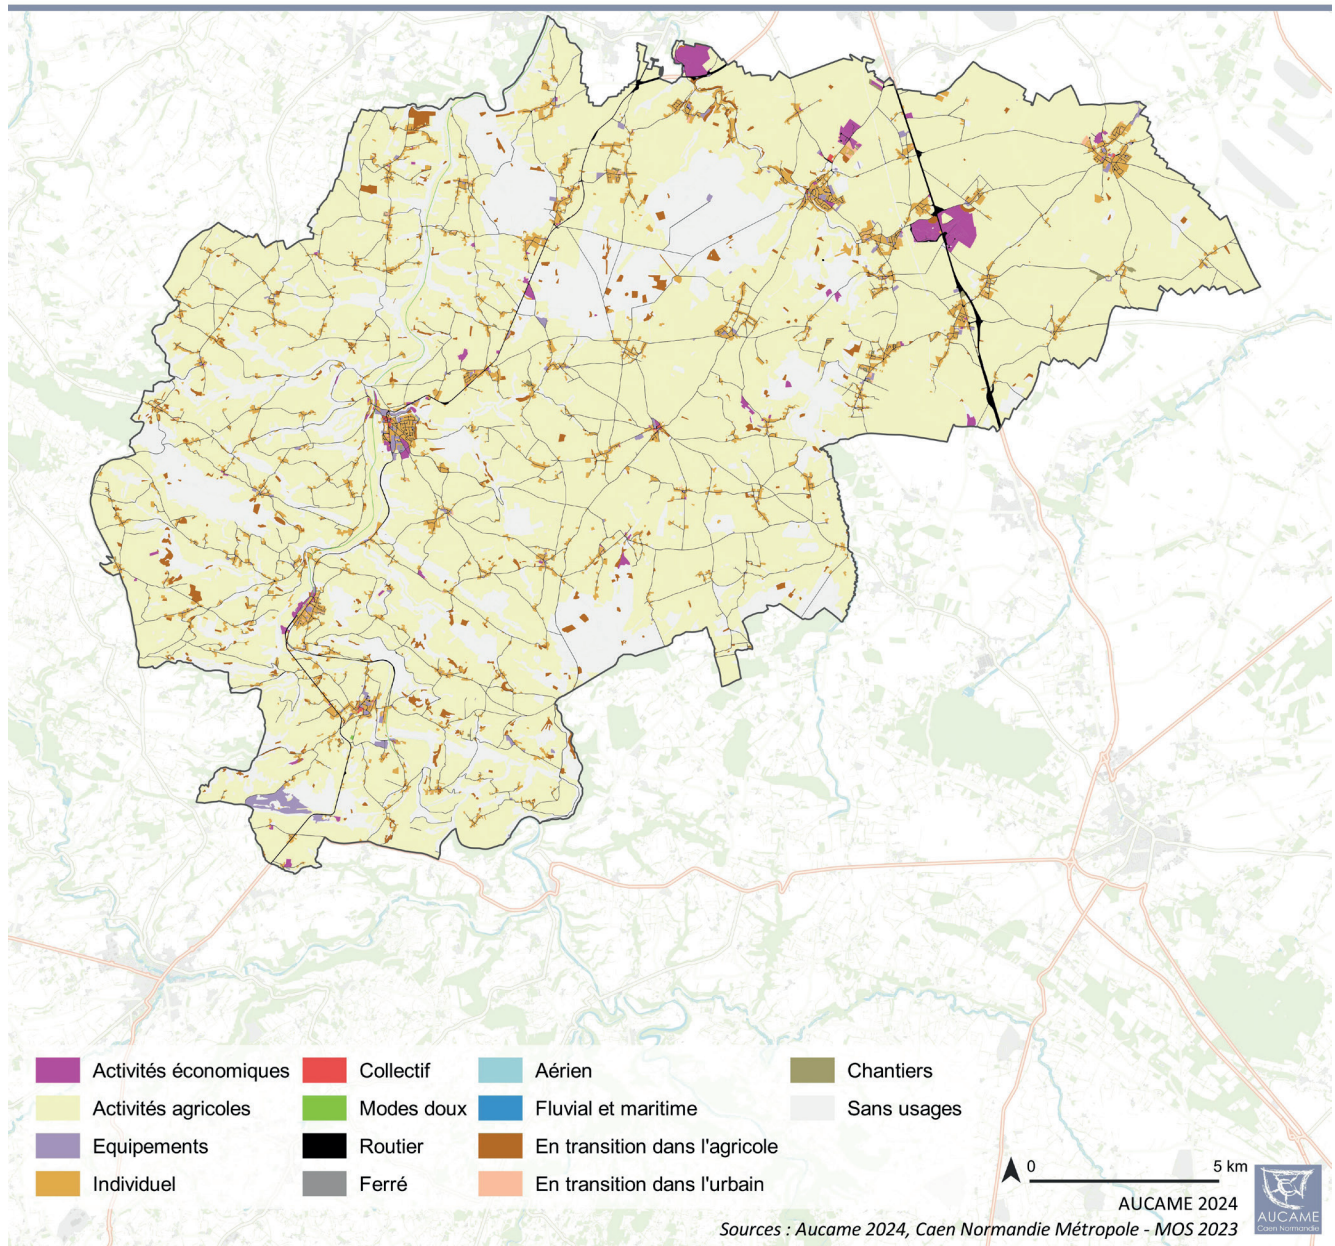 Activités économiques
Activités agricoles
Equipements
Individuel
Collectif
Modes doux
Routier
Ferré
Aérien
Fluvial et maritime
En transition dans l'agricole
En transition dans l'urbain
Chantiers
Sans usages
0 5 km
AUCAME 2024
Sources : Aucame 2024, Caen Normandie Métropole - MOS 2023
AUCAME
Caen Normandie